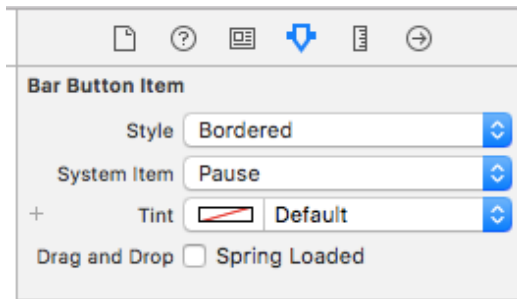 Bar Button Item
Style Bordered
System Item Pause
+ Tint Default
Drag and Drop Spring Loaded